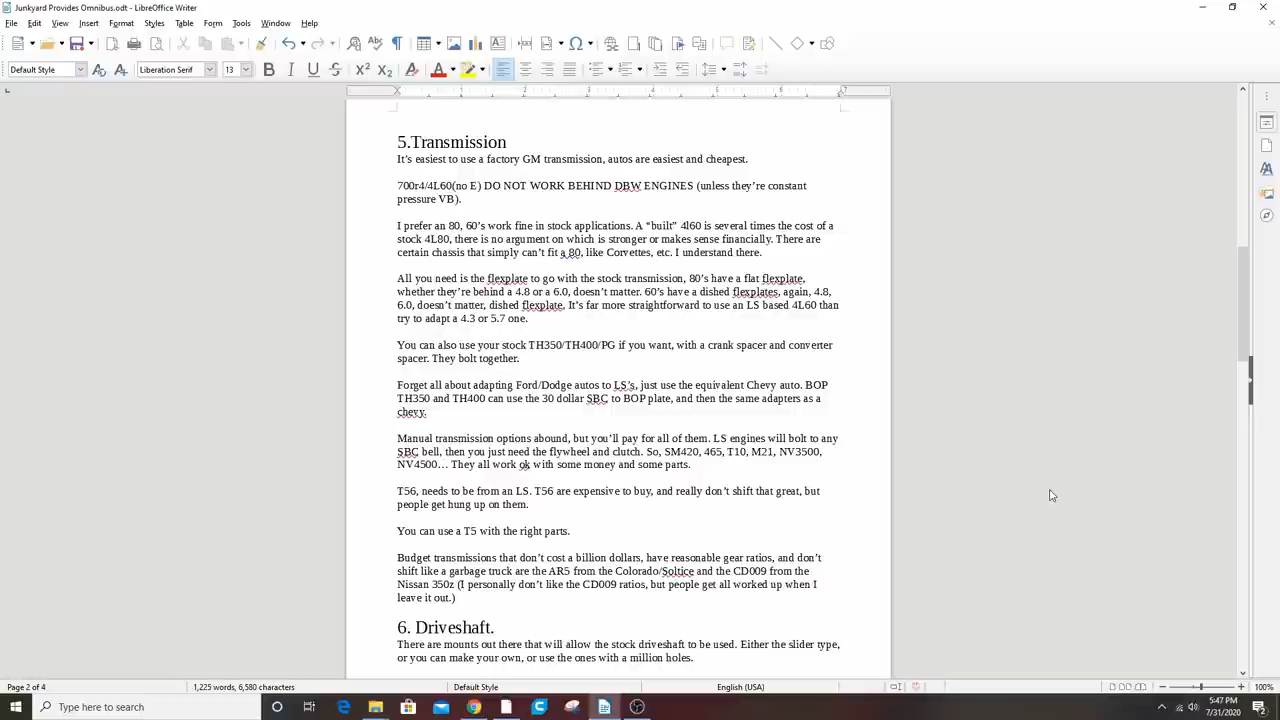 Junkyard Provides Omnibus.odt - LibreOffice Writer
File Edit View Insert Format Styles Table Form Tools Window Help
Default Style Liberation Serif 13
1 2 3 4 5 6 7
5.Transmission
It’s easiest to use a factory GM transmission, autos are easiest and cheapest.
700r4/4L60(no E) DO NOT WORK BEHIND DBW ENGINES (unless they’re constant
pressure VB).
I prefer an 80, 60’s work fine in stock applications. A “built” 4l60 is several times the cost of a
stock 4L80, there is no argument on which is stronger or makes sense financially. There are
certain chassis that simply can’t fit a 80, like Corvettes, etc. I understand there.
All you need is the flexplate to go with the stock transmission, 80’s have a flat flexplate,
whether they’re behind a 4.8 or a 6.0, doesn’t matter. 60’s have a dished flexplates, again, 4.8,
6.0, doesn’t matter, dished flexplate. It’s far more straightforward to use an LS based 4L60 than
try to adapt a 4.3 or 5.7 one.
You can also use your stock TH350/TH400/PG if you want, with a crank spacer and converter
spacer. They bolt together.
Forget all about adapting Ford/Dodge autos to LS’s, just use the equivalent Chevy auto. BOP
TH350 and TH400 can use the 30 dollar SBC to BOP plate, and then the same adapters as a
chevy.
Manual transmission options abound, but you’ll pay for all of them. LS engines will bolt to any
SBC bell, then you just need the flywheel and clutch. So, SM420, 465, T10, M21, NV3500,
NV4500… They all work ok with some money and some parts.
T56, needs to be from an LS. T56 are expensive to buy, and really don’t shift that great, but
people get hung up on them.
You can use a T5 with the right parts.
Budget transmissions that don’t cost a billion dollars, have reasonable gear ratios, and don’t
shift like a garbage truck are the AR5 from the Colorado/Soltice and the CD009 from the
Nissan 350z (I personally don’t like the CD009 ratios, but people get all worked up when I
leave it out.)
6. Driveshaft.
There are mounts out there that will allow the stock driveshaft to be used. Either the slider type,
or you can make your own, or use the ones with a million holes.
Page 2 of 4 1,225 words, 6,580 characters Default Style English (USA) 100%
Type here to search
5:47 PM
7/31/2020